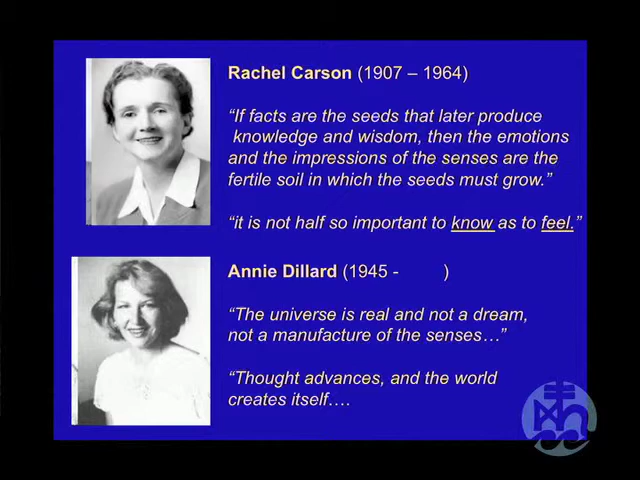 Rachel Carson (1907 – 1964)
“If facts are the seeds that later produce
knowledge and wisdom, then the emotions
and the impressions of the senses are the
fertile soil in which the seeds must grow.”
“it is not half so important to know as to feel.”
Annie Dillard (1945 - )
“The universe is real and not a dream,
not a manufacture of the senses…”
“Thought advances, and the world
creates itself….